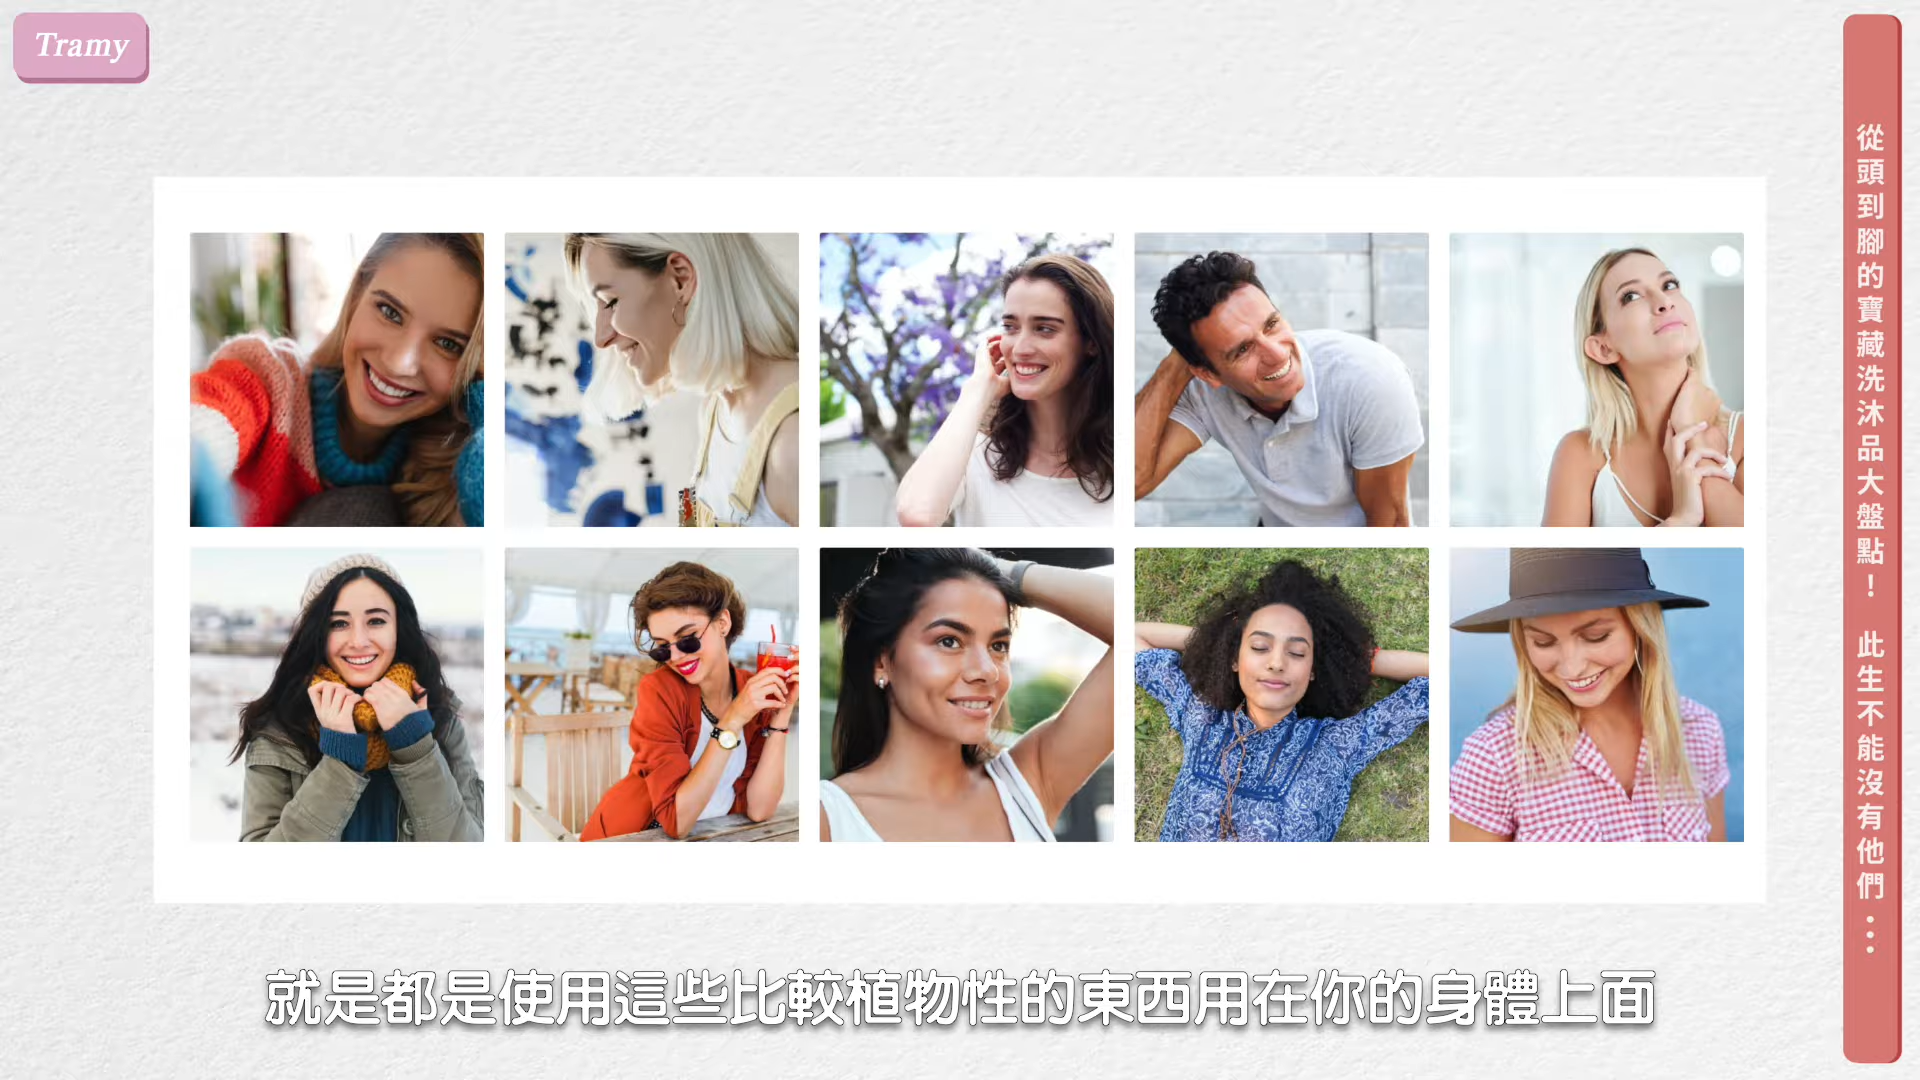 Tramy
從頭到腳的寶藏洗沐品大盤點！ 此生不能沒有他們...
就是都是使用這些比較植物性的東西用在你的身體上面